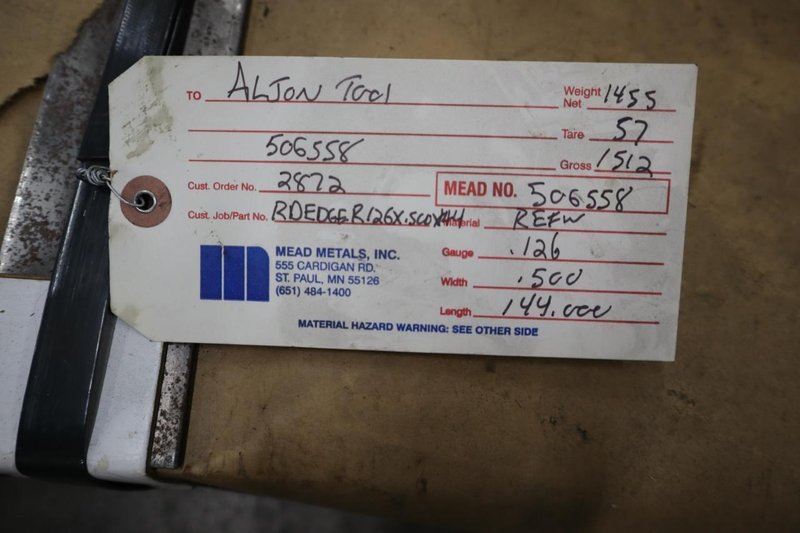 TO ALJON Tool
Weight Net 1455
Tare 57
506558
Gross 1512
Cust. Order No. 2872
MEAD NO. 506558
Cust. Job/Part No. RDEDGER126X.500X144
Material REFW
MEAD METALS, INC.
555 CARDIGAN RD.
ST. PAUL, MN 55126
(651) 484-1400
Gauge .126
Width .500
Length 144.000
MATERIAL HAZARD WARNING: SEE OTHER SIDE